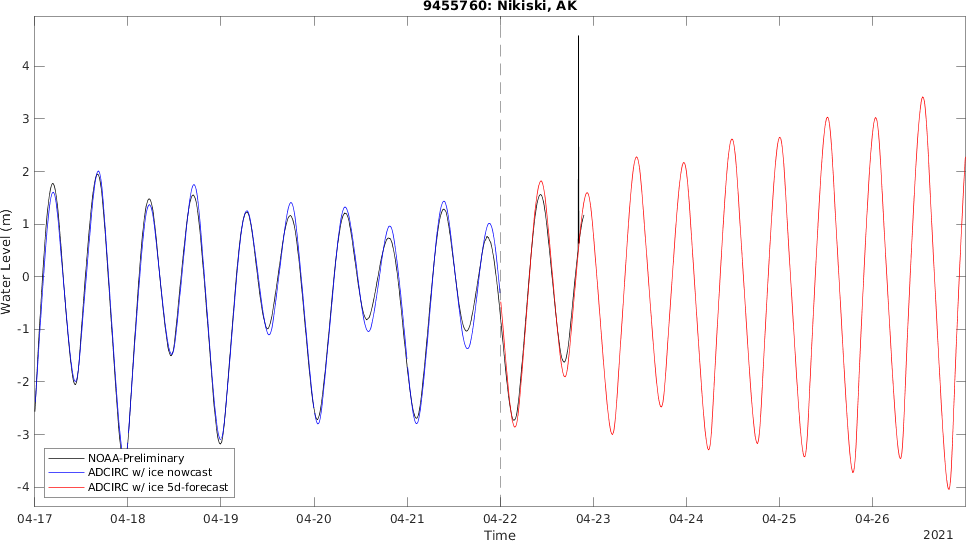 9455760: Nikiski, AK
Water Level (m)
4
3
2
1
0
-1
-2
-3
-4
NOAA-Preliminary
ADCIRC w/ ice nowcast
ADCIRC w/ ice 5d-forecast
04-17 04-18 04-19 04-20 04-21 04-22 04-23 04-24 04-25 04-26
Time
2021